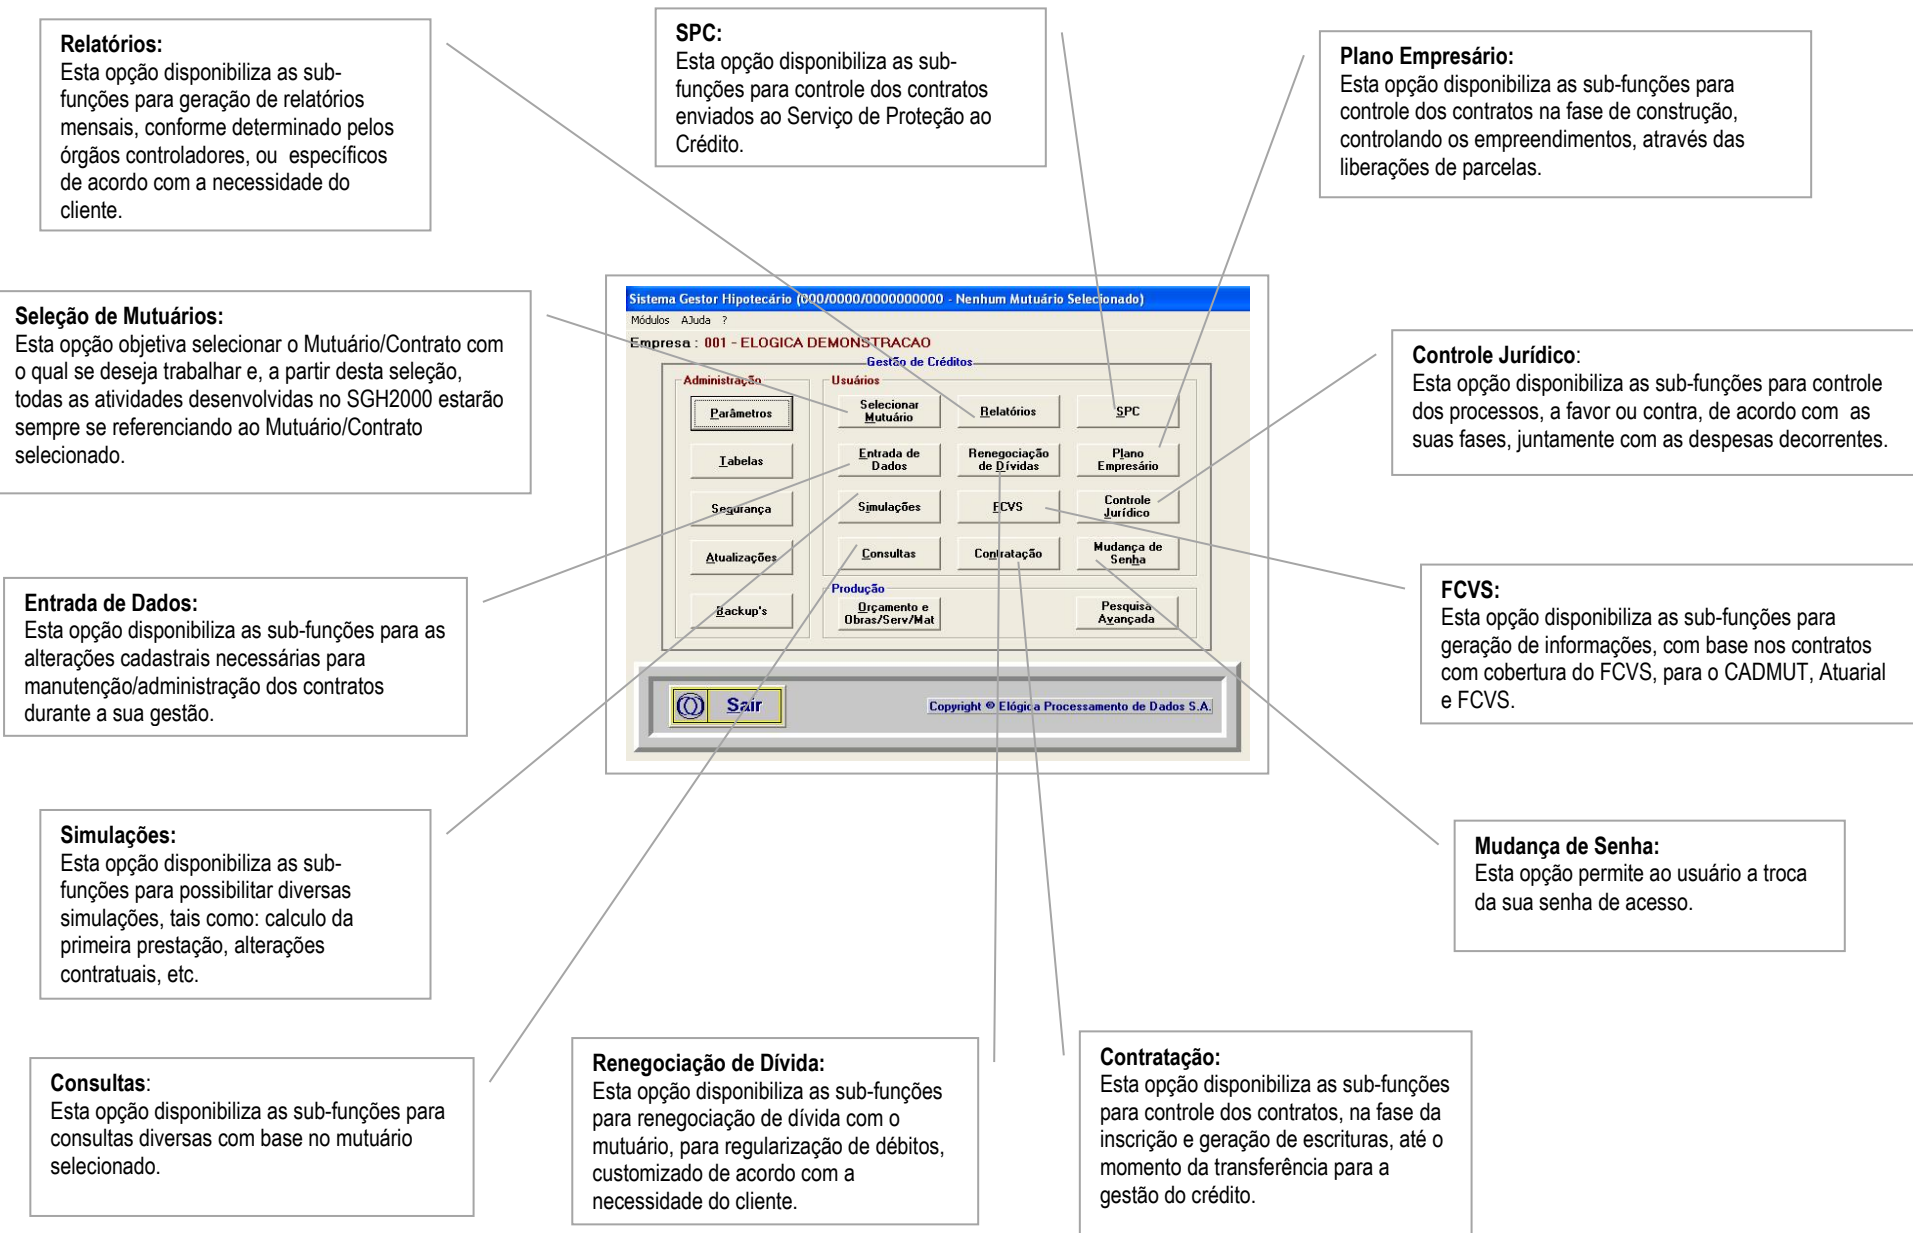 Relatórios:
Esta opção disponibiliza as sub-
funções para geração de relatórios
mensais, conforme determinado pelos
órgãos controladores, ou  específicos
de acordo com a necessidade do
cliente.
SPC:
Esta opção disponibiliza as sub-
funções para controle dos contratos
enviados ao Serviço de Proteção ao
Crédito.
Plano Empresário:
Esta opção disponibiliza as sub-funções para
controle dos contratos na fase de construção,
controlando os empreendimentos, através das
liberações de parcelas.
Seleção de Mutuários:
Esta opção objetiva selecionar o Mutuário/Contrato com
o qual se deseja trabalhar e, a partir desta seleção,
todas as atividades desenvolvidas no SGH2000 estarão
sempre se referenciando ao Mutuário/Contrato
selecionado.
Sistema Gestor Hipotecário (000/0000/0000000000 - Nenhum Mutuário Selecionado)
Módulos AJuda ?
Empresa : 001 - ELOGICA DEMONSTRACAO
Gestão de Créditos
Administração
Parâmetros
Tabelas
Segurança
Atualizações
Backup's
Usuários
Selecionar
Mutuário
Relatórios
SPC
Entrada de
Dados
Renegociação
de Dívidas
Plano
Empresário
Simulações
FCVS
Controle
Jurídico
Consultas
Contratação
Mudança de
Senha
Produção
Orçamento e
Obras/Serv/Mat
Pesquisa
Avançada
Sair
Copyright © Elógica Processamento de Dados S.A.
Controle Jurídico:
Esta opção disponibiliza as sub-funções para controle
dos processos, a favor ou contra, de acordo com  as
suas fases, juntamente com as despesas decorrentes.
Entrada de Dados:
Esta opção disponibiliza as sub-funções para as
alterações cadastrais necessárias para
manutenção/administração dos contratos
durante a sua gestão.
FCVS:
Esta opção disponibiliza as sub-funções para
geração de informações, com base nos contratos
com cobertura do FCVS, para o CADMUT, Atuarial
e FCVS.
Simulações:
Esta opção disponibiliza as sub-
funções para possibilitar diversas
simulações, tais como: calculo da
primeira prestação, alterações
contratuais, etc.
Mudança de Senha:
Esta opção permite ao usuário a troca
da sua senha de acesso.
Consultas:
Esta opção disponibiliza as sub-funções para
consultas diversas com base no mutuário
selecionado.
Renegociação de Dívida:
Esta opção disponibiliza as sub-funções
para renegociação de dívida com o
mutuário, para regularização de débitos,
customizado de acordo com a
necessidade do cliente.
Contratação:
Esta opção disponibiliza as sub-funções
para controle dos contratos, na fase da
inscrição e geração de escrituras, até o
momento da transferência para a
gestão do crédito.